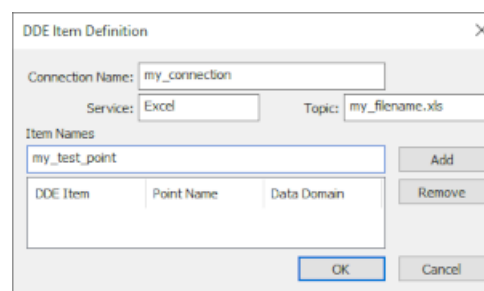 DDE Item Definition
Connection Name: my_connection
Service: Excel Topic: my_filename.xls
Item Names
my_test_point Add
DDE Item Point Name Data Domain Remove
OK Cancel